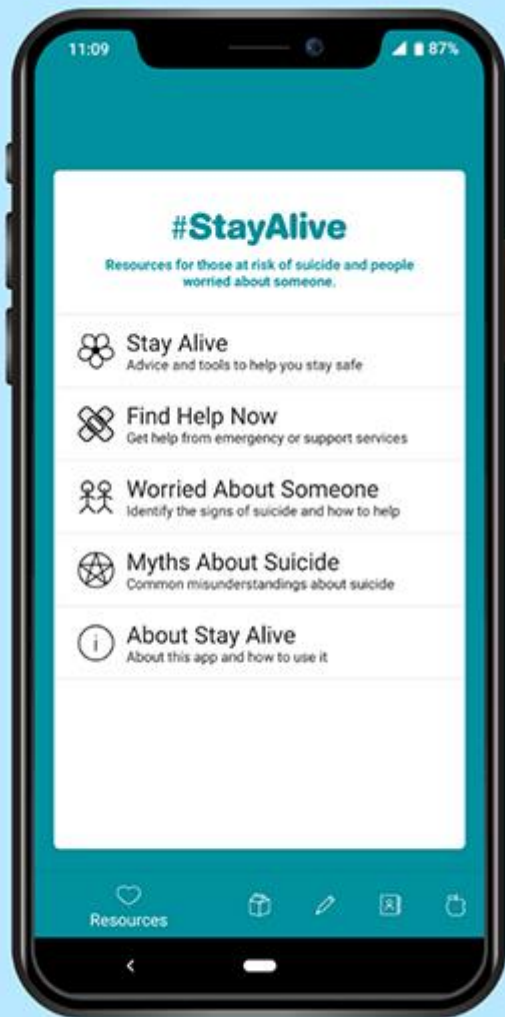 11:09
87%
#StayAlive
Resources for those at risk of suicide and people
worried about someone.
Stay Alive
Advice and tools to help you stay safe
Find Help Now
Get help from emergency or support services
Worried About Someone
Identify the signs of suicide and how to help
Myths About Suicide
Common misunderstandings about suicide
i
About Stay Alive
About this app and how to use it
Resources